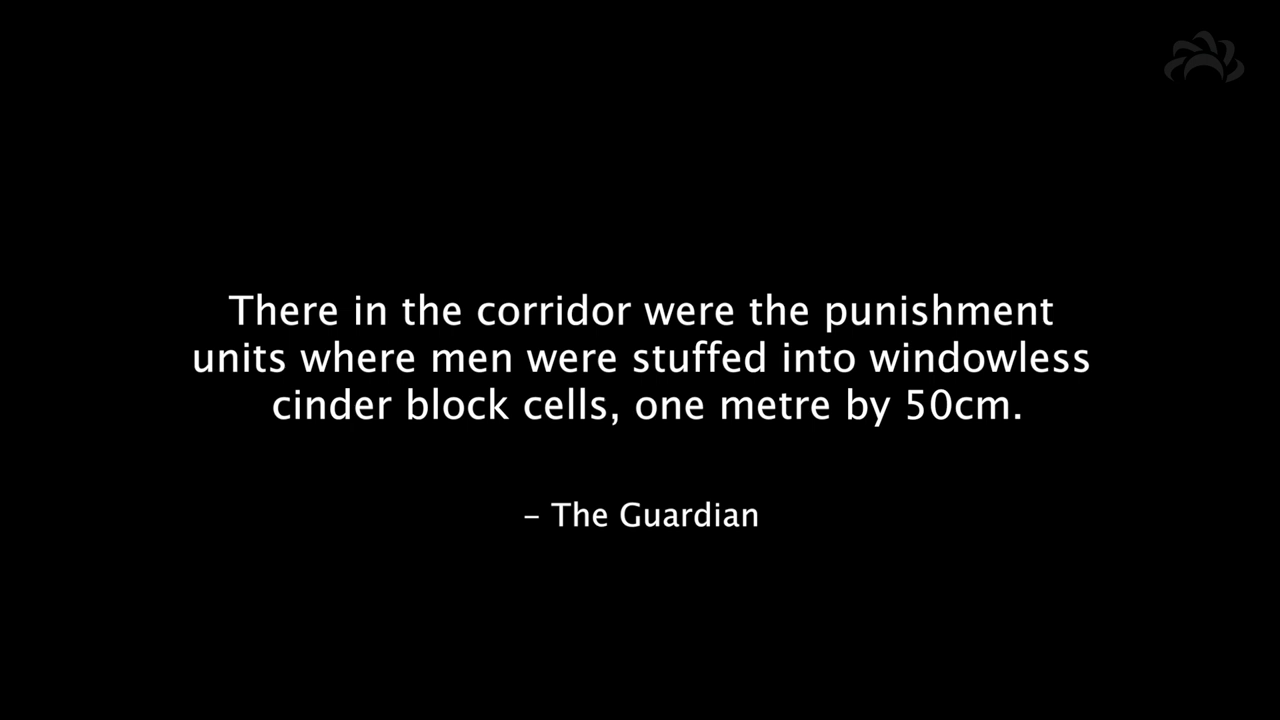 There in the corridor were the punishment
units where men were stuffed into windowless
cinder block cells, one metre by 50cm.
– The Guardian